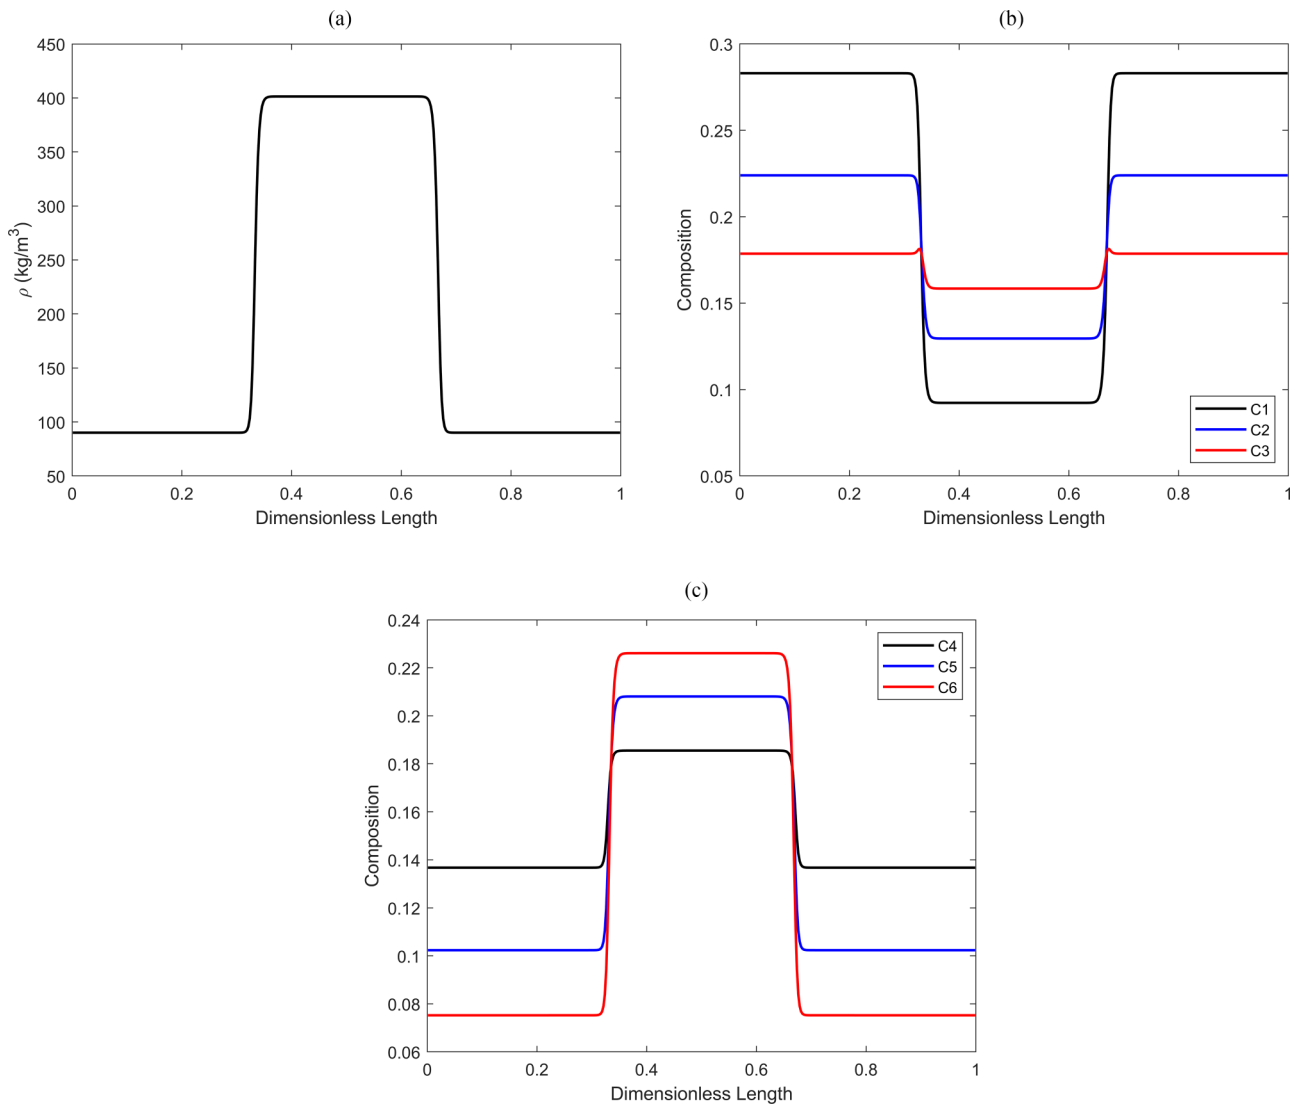 (a)
450
400
350
300
250
200
150
100
50
ρ (kg/m³)
0 0.2 0.4 0.6 0.8 1
Dimensionless Length
(b)
0.3
0.25
0.2
0.15
0.1
0.05
Composition
C1
C2
C3
0 0.2 0.4 0.6 0.8 1
Dimensionless Length
(c)
0.24
0.22
0.2
0.18
0.16
0.14
0.12
0.1
0.08
0.06
Composition
C4
C5
C6
0 0.2 0.4 0.6 0.8 1
Dimensionless Length